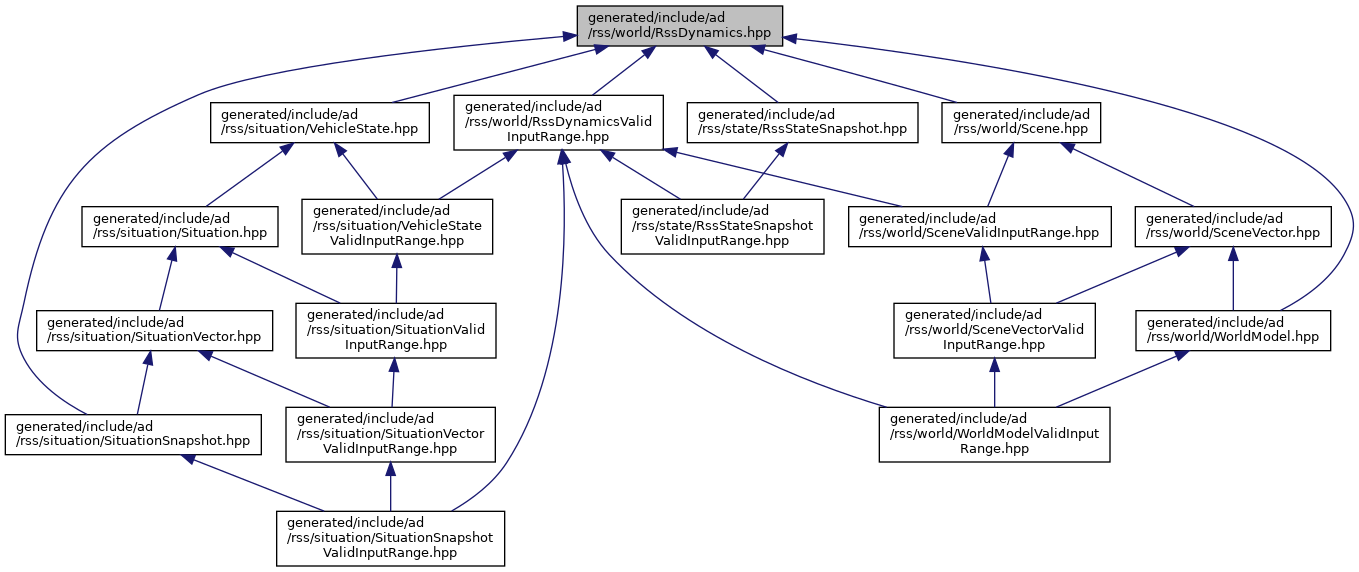 generated/include/ad
/rss/world/RssDynamics.hpp
generated/include/ad
/rss/situation/VehicleState.hpp
generated/include/ad
/rss/world/RssDynamicsValid
InputRange.hpp
generated/include/ad
/rss/state/RssStateSnapshot.hpp
generated/include/ad
/rss/world/Scene.hpp
generated/include/ad
/rss/situation/Situation.hpp
generated/include/ad
/rss/situation/VehicleState
ValidInputRange.hpp
generated/include/ad
/rss/state/RssStateSnapshot
ValidInputRange.hpp
generated/include/ad
/rss/world/SceneValidInputRange.hpp
generated/include/ad
/rss/world/SceneVector.hpp
generated/include/ad
/rss/situation/SituationVector.hpp
generated/include/ad
/rss/situation/SituationValid
InputRange.hpp
generated/include/ad
/rss/world/SceneVectorValid
InputRange.hpp
generated/include/ad
/rss/world/WorldModel.hpp
generated/include/ad
/rss/situation/SituationSnapshot.hpp
generated/include/ad
/rss/situation/SituationVector
ValidInputRange.hpp
generated/include/ad
/rss/world/WorldModelValidInput
Range.hpp
generated/include/ad
/rss/situation/SituationSnapshot
ValidInputRange.hpp